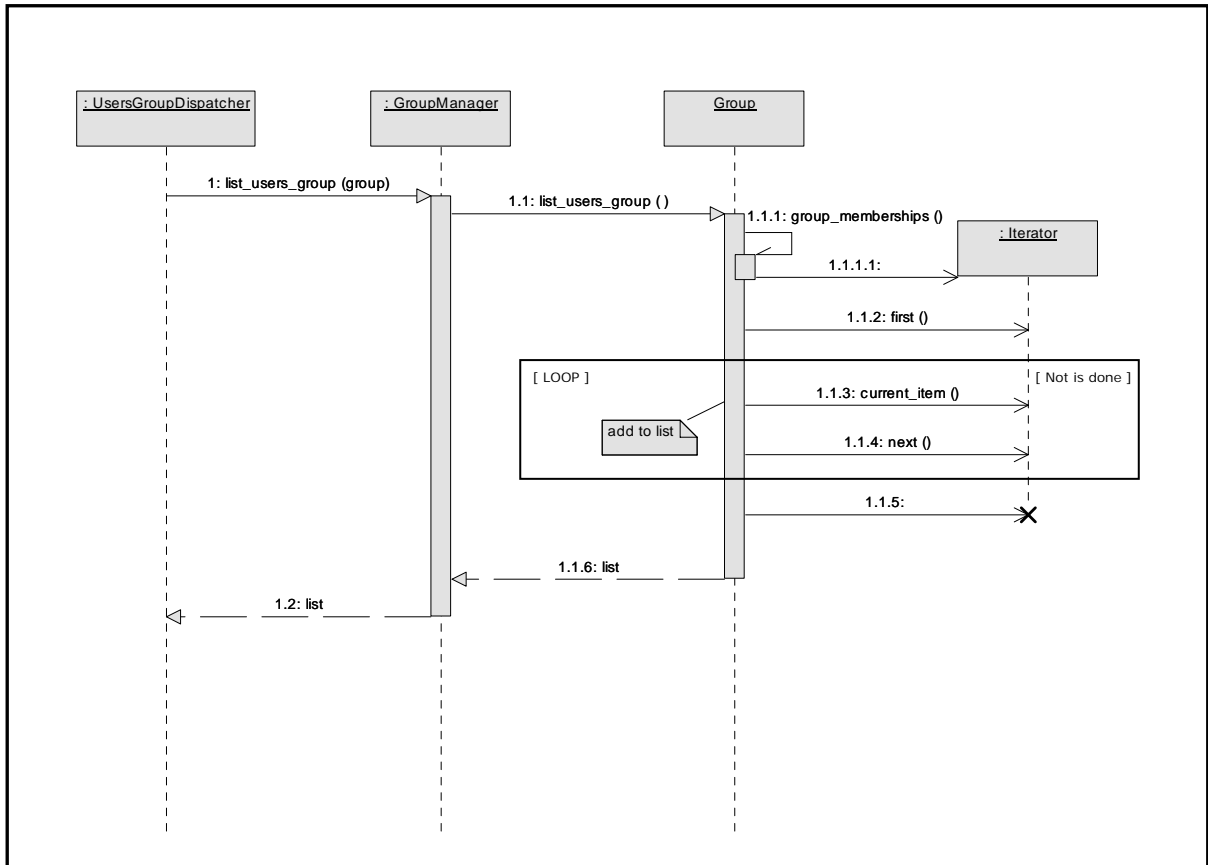 : UsersGroupDispatcher
: GroupManager
Group
1: list_users_group (group)
1.1: list_users_group ( )
1.1.1: group_memberships ()
: Iterator
1.1.1.1:
1.1.2: first ()
[ LOOP ]
[ Not is done ]
1.1.3: current_item ()
add to list
1.1.4: next ()
1.1.5:
1.1.6: list
1.2: list